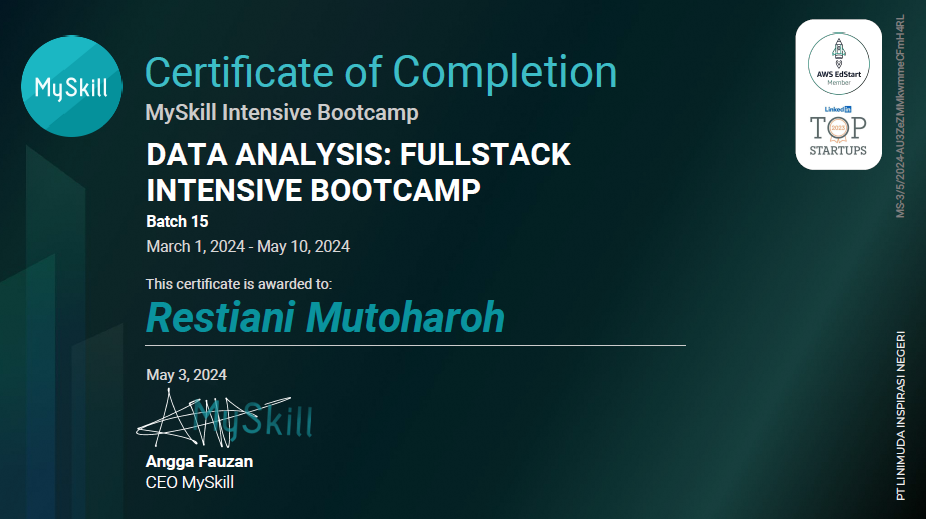 MySkill
Certificate of Completion
MySkill Intensive Bootcamp
DATA ANALYSIS: FULLSTACK
INTENSIVE BOOTCAMP
Batch 15
March 1, 2024 - May 10, 2024
This certificate is awarded to:
Restiani Mutoharoh
May 3, 2024
MySkill
Angga Fauzan
CEO MySkill
AWS EdStart
Member
LinkedIn
TOP
2023
STARTUPS
MS-3/5/2024-AU3ZeZMMkwmmeCFmH4RL
PT LINIMUDA INSPIRASI NEGERI